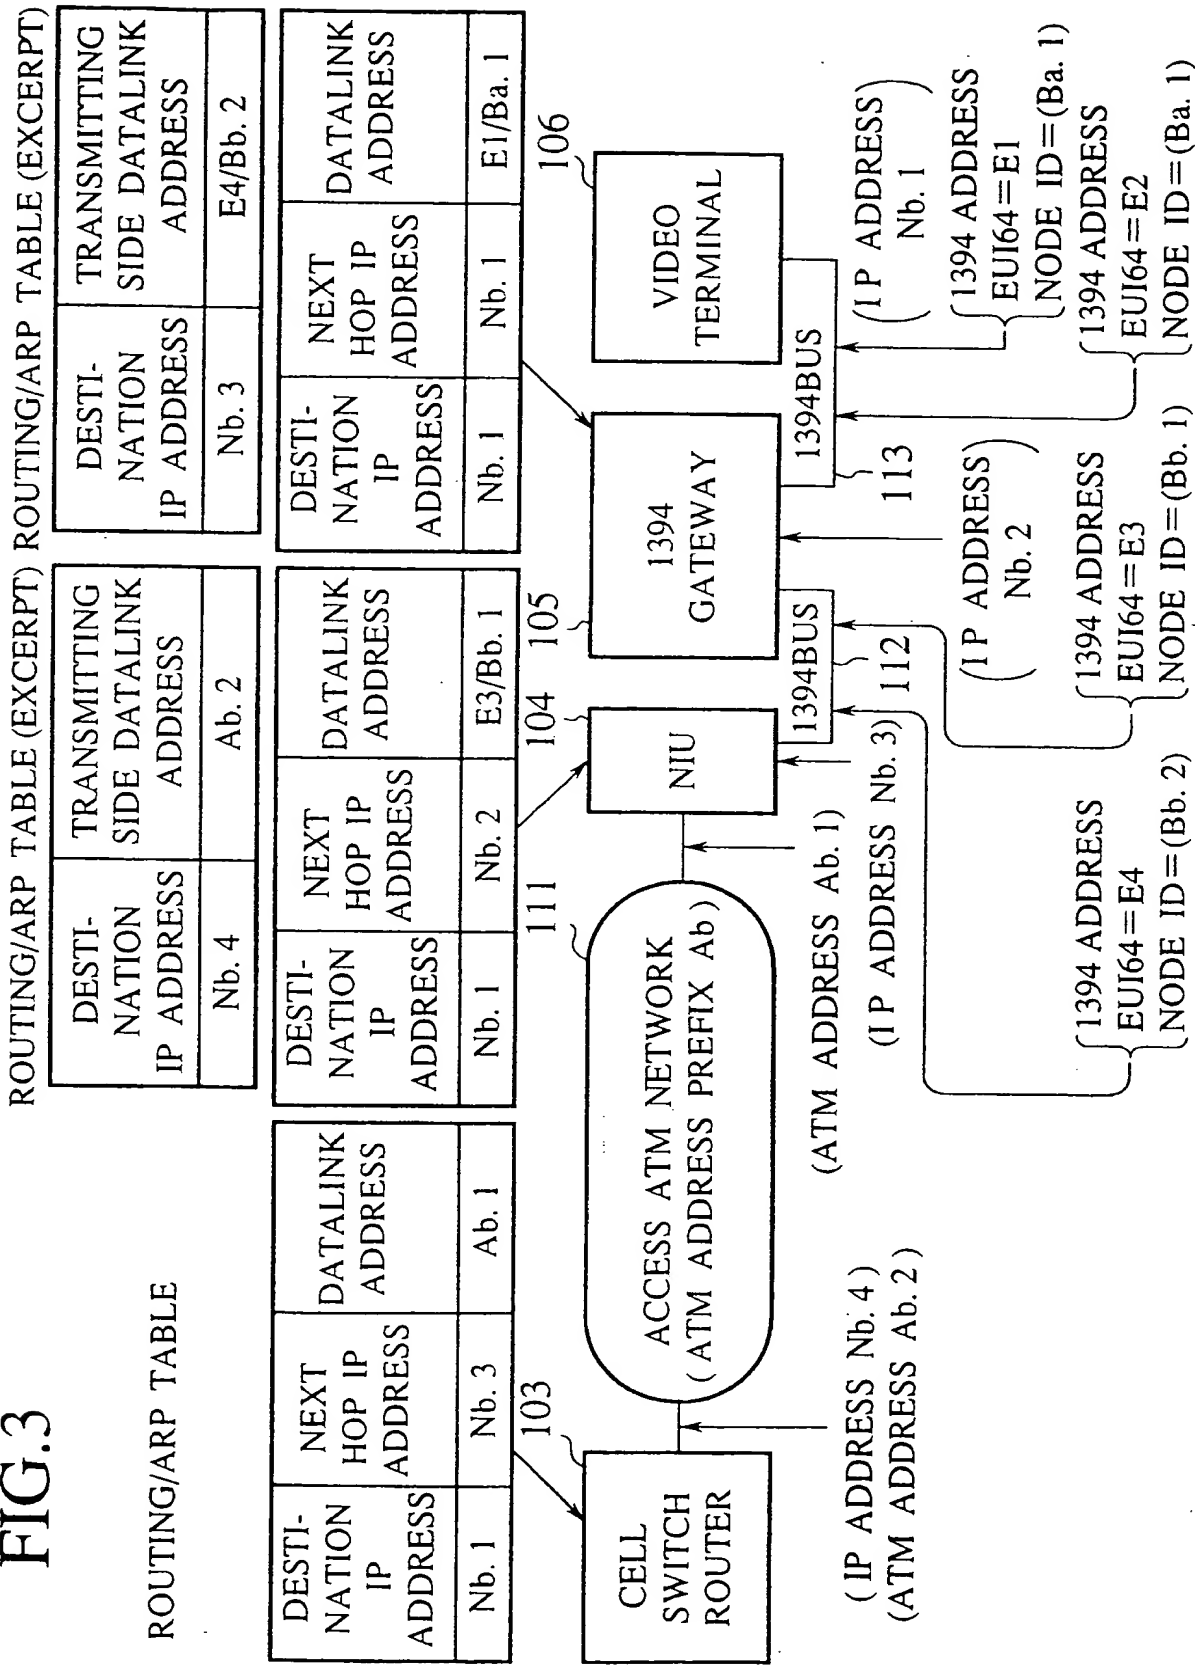 FIG.3
ROUTING/ARP TABLE
DESTI-
NATION
IP
ADDRESS
NEXT
HOP IP
ADDRESS
DATALINK
ADDRESS
Nb. 1
Nb. 3
Ab. 1
ROUTING/ARP TABLE (EXCERPT)
DESTI-
NATION
IP ADDRESS
TRANSMITTING
SIDE DATALINK
ADDRESS
Nb. 4
Ab. 2
DESTI-
NATION
IP
ADDRESS
NEXT
HOP IP
ADDRESS
DATALINK
ADDRESS
Nb. 1
Nb. 2
E3/Bb. 1
ROUTING/ARP TABLE (EXCERPT)
DESTI-
NATION
IP ADDRESS
TRANSMITTING
SIDE DATALINK
ADDRESS
Nb. 3
E4/Bb. 2
DESTI-
NATION
IP
ADDRESS
NEXT
HOP IP
ADDRESS
DATALINK
ADDRESS
Nb. 1
Nb. 1
E1/Ba. 1
103
CELL
SWITCH
ROUTER
111
ACCESS ATM NETWORK
(ATM ADDRESS PREFIX Ab)
104
NIU
105
1394
GATEWAY
106
VIDEO
TERMINAL
1394BUS
112
1394BUS
113
(IP ADDRESS Nb. 4)
(ATM ADDRESS Ab. 2)
(ATM ADDRESS Ab. 1)
(IP ADDRESS Nb. 3)
(IP ADDRESS
Nb. 2)
(IP ADDRESS
Nb. 1)
1394 ADDRESS
EUI64=E4
NODE ID=(Bb. 2)
1394 ADDRESS
EUI64=E3
NODE ID=(Bb. 1)
1394 ADDRESS
EUI64=E1
NODE ID=(Ba. 1)
1394 ADDRESS
EUI64=E2
NODE ID=(Ba. 1)